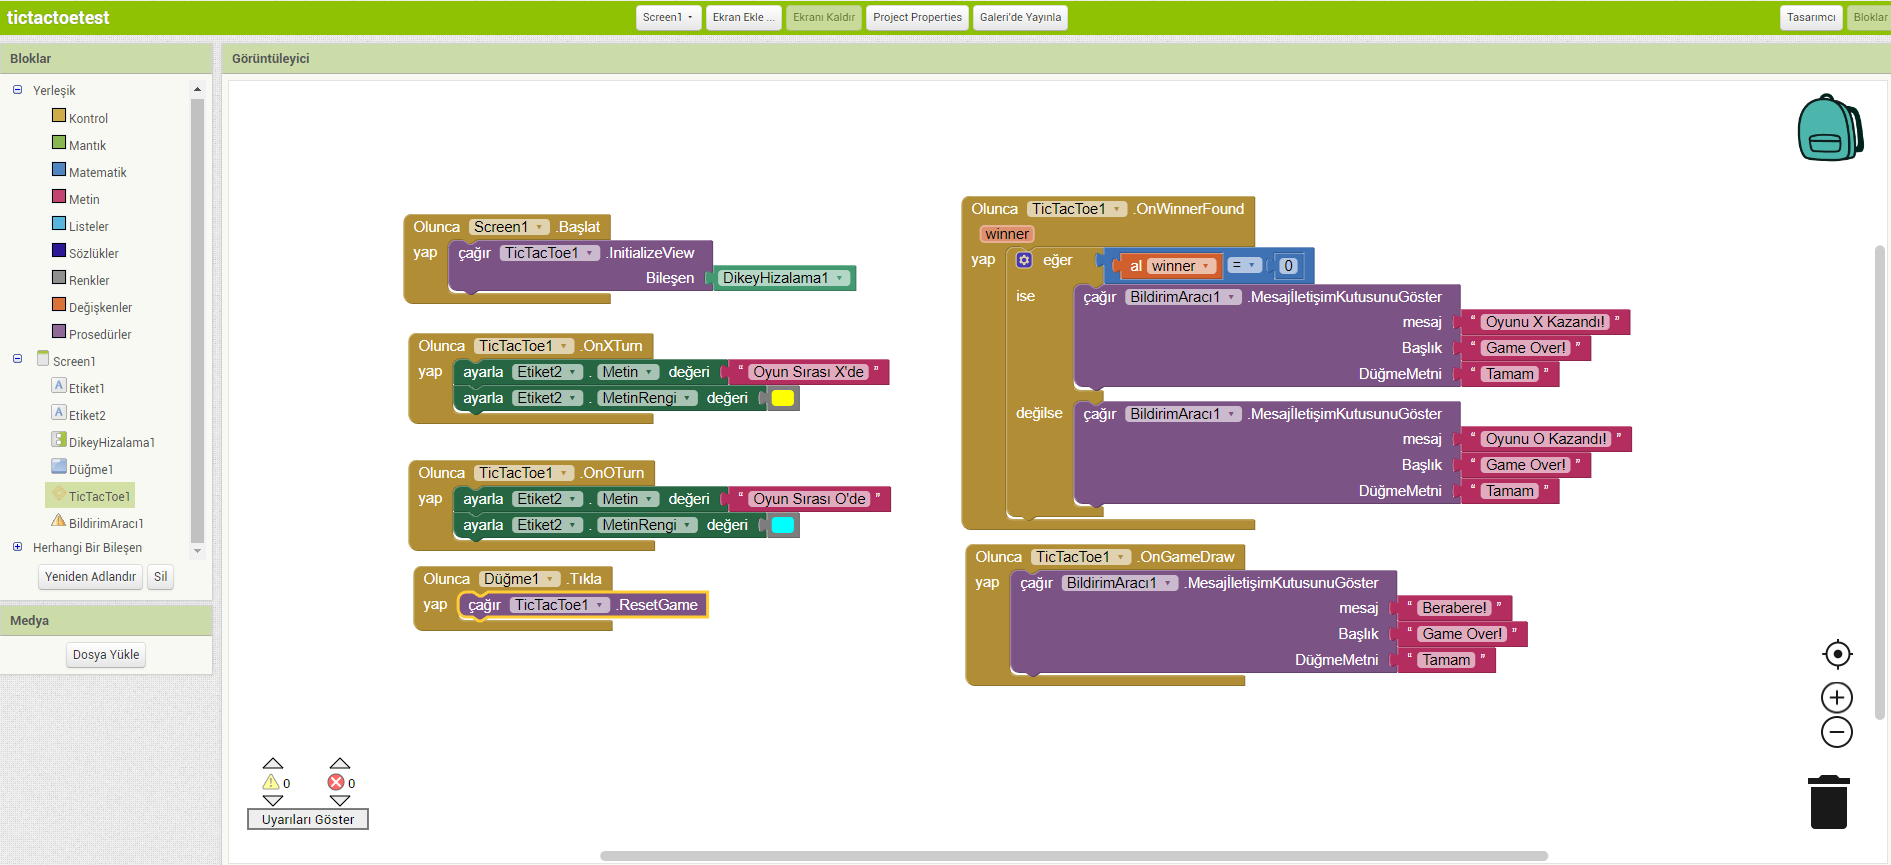 tictactoetest
Screen1
Ekran Ekle ...
Ekranı Kaldır
Project Properties
Galeri'de Yayınla
Tasarımcı
Bloklar
Bloklar
Yerleşik
Kontrol
Mantık
Matematik
Metin
Listeler
Sözlükler
Renkler
Değişkenler
Prosedürler
Screen1
Etiket1
Etiket2
DikeyHizalama1
Düğme1
TicTacToe1
BildirimAracı1
Herhangi Bir Bileşen
Yeniden Adlandır
Sil
Medya
Dosya Yükle
Görüntüleyici
Olunca Screen1 .Başlat
yap çağır TicTacToe1 .InitializeView
Bileşen DikeyHizalama1
Olunca TicTacToe1 .OnXTurn
yap ayarla Etiket2 . Metin değeri “ Oyun Sırası X'de ”
ayarla Etiket2 . MetinRengi değeri
Olunca TicTacToe1 .OnOTurn
yap ayarla Etiket2 . Metin değeri “ Oyun Sırası O'de ”
ayarla Etiket2 . MetinRengi değeri
Olunca Düğme1 .Tıkla
yap çağır TicTacToe1 .ResetGame
Olunca TicTacToe1 .OnWinnerFound
winner
yap eğer al winner = 0
ise çağır BildirimAracı1 .MesajİletişimKutusunuGöster
mesaj “ Oyunu X Kazandı! ”
Başlık “ Game Over! ”
DüğmeMetni “ Tamam ”
değilse çağır BildirimAracı1 .MesajİletişimKutusunuGöster
mesaj “ Oyunu O Kazandı! ”
Başlık “ Game Over! ”
DüğmeMetni “ Tamam ”
Olunca TicTacToe1 .OnGameDraw
yap çağır BildirimAracı1 .MesajİletişimKutusunuGöster
mesaj “ Berabere! ”
Başlık “ Game Over! ”
DüğmeMetni “ Tamam ”
0
0
Uyarıları Göster